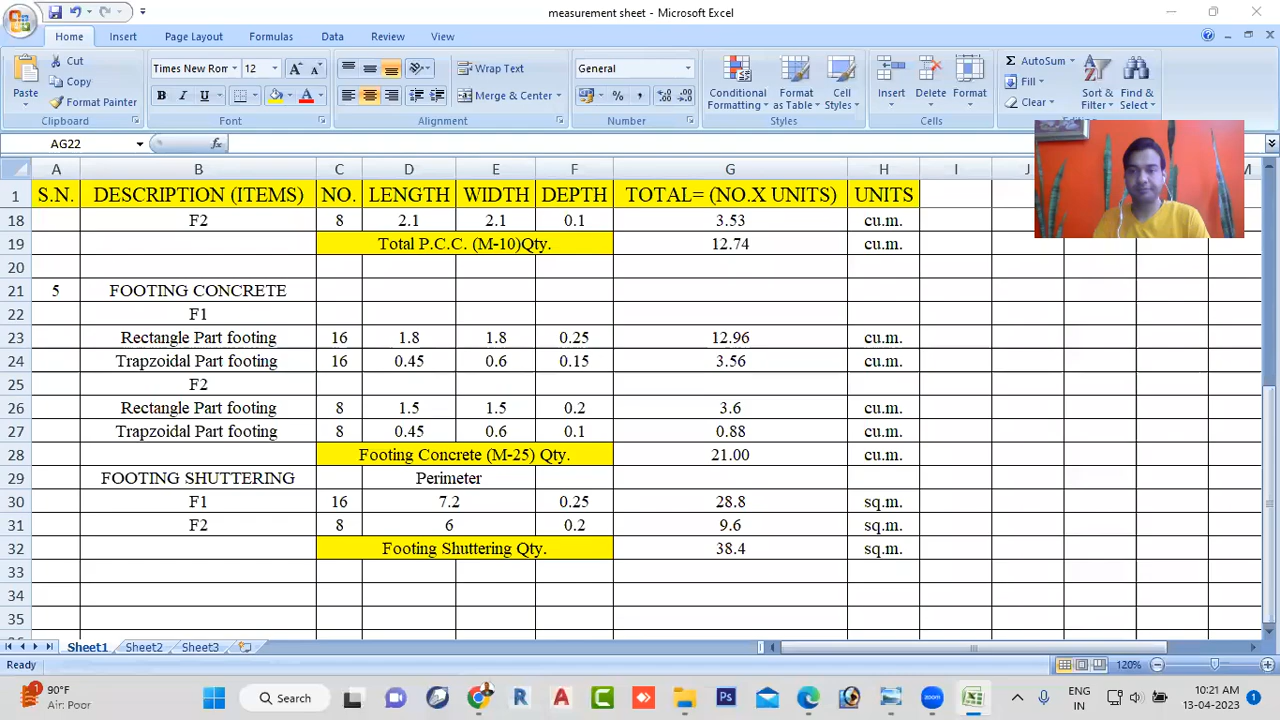 measurement sheet - Microsoft Excel
Home Insert Page Layout Formulas Data Review View
Paste Cut Copy Format Painter Clipboard
Times New Rom 12 B I U A Font
Wrap Text Merge & Center Alignment
General % , Number
Conditional Formatting Format as Table Cell Styles Styles
Insert Delete Format Cells
Σ AutoSum Fill Clear Sort & Filter Find & Select
AG22 fx
A B C D E F G H I J M
1 S.N. DESCRIPTION (ITEMS) NO. LENGTH WIDTH DEPTH TOTAL= (NO.X UNITS) UNITS
18 F2 8 2.1 2.1 0.1 3.53 cu.m.
19 Total P.C.C. (M-10)Qty. 12.74 cu.m.
20
21 5 FOOTING CONCRETE
22 F1
23 Rectangle Part footing 16 1.8 1.8 0.25 12.96 cu.m.
24 Trapzoidal Part footing 16 0.45 0.6 0.15 3.56 cu.m.
25 F2
26 Rectangle Part footing 8 1.5 1.5 0.2 3.6 cu.m.
27 Trapzoidal Part footing 8 0.45 0.6 0.1 0.88 cu.m.
28 Footing Concrete (M-25) Qty. 21.00 cu.m.
29 FOOTING SHUTTERING Perimeter
30 F1 16 7.2 0.25 28.8 sq.m.
31 F2 8 6 0.2 9.6 sq.m.
32 Footing Shuttering Qty. 38.4 sq.m.
33
34
35
Sheet1 Sheet2 Sheet3
Ready 120%
1 90°F Air: Poor Search R A C Ps zoom ENG IN 10:21 AM 13-04-2023 1